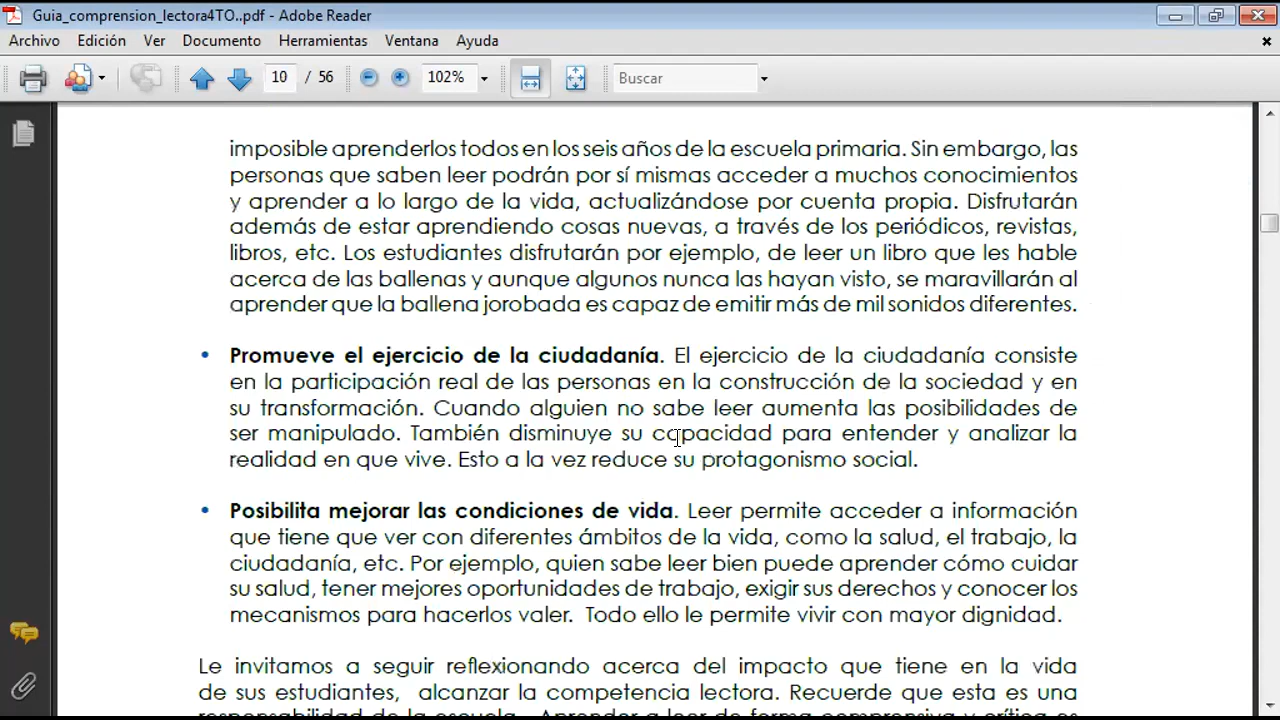 Guia_comprension_lectora4TO..pdf - Adobe Reader
Archivo Edición Ver Documento Herramientas Ventana Ayuda
10 / 56 102% Buscar
imposible aprenderlos todos en los seis años de la escuela primaria. Sin embargo, las
personas que saben leer podrán por sí mismas acceder a muchos conocimientos
y aprender a lo largo de la vida, actualizándose por cuenta propia. Disfrutarán
además de estar aprendiendo cosas nuevas, a través de los periódicos, revistas,
libros, etc. Los estudiantes disfrutarán por ejemplo, de leer un libro que les hable
acerca de las ballenas y aunque algunos nunca las hayan visto, se maravillarán al
aprender que la ballena jorobada es capaz de emitir más de mil sonidos diferentes.
• Promueve el ejercicio de la ciudadanía. El ejercicio de la ciudadanía consiste
en la participación real de las personas en la construcción de la sociedad y en
su transformación. Cuando alguien no sabe leer aumenta las posibilidades de
ser manipulado. También disminuye su capacidad para entender y analizar la
realidad en que vive. Esto a la vez reduce su protagonismo social.
• Posibilita mejorar las condiciones de vida. Leer permite acceder a información
que tiene que ver con diferentes ámbitos de la vida, como la salud, el trabajo, la
ciudadanía, etc. Por ejemplo, quien sabe leer bien puede aprender cómo cuidar
su salud, tener mejores oportunidades de trabajo, exigir sus derechos y conocer los
mecanismos para hacerlos valer. Todo ello le permite vivir con mayor dignidad.
Le invitamos a seguir reflexionando acerca del impacto que tiene en la vida
de sus estudiantes, alcanzar la competencia lectora. Recuerde que esta es una
responsabilidad de la escuela. Aprender a leer de forma comprensiva y crítica es